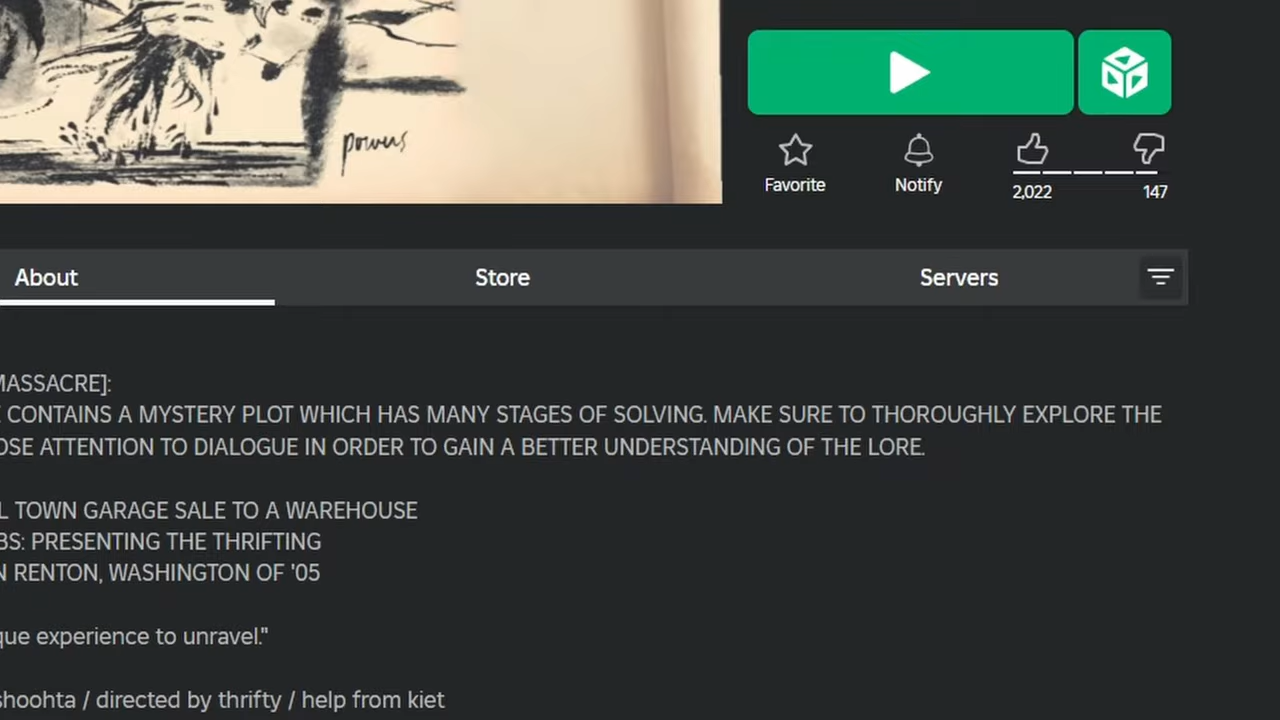 powers
Favorite
Notify
2,022
147
About
Store
Servers
MASSACRE]:
CONTAINS A MYSTERY PLOT WHICH HAS MANY STAGES OF SOLVING. MAKE SURE TO THOROUGHLY EXPLORE THE
OSE ATTENTION TO DIALOGUE IN ORDER TO GAIN A BETTER UNDERSTANDING OF THE LORE.
L TOWN GARAGE SALE TO A WAREHOUSE
BS: PRESENTING THE THRIFTING
N RENTON, WASHINGTON OF '05
que experience to unravel."
shoohta / directed by thrifty / help from kiet